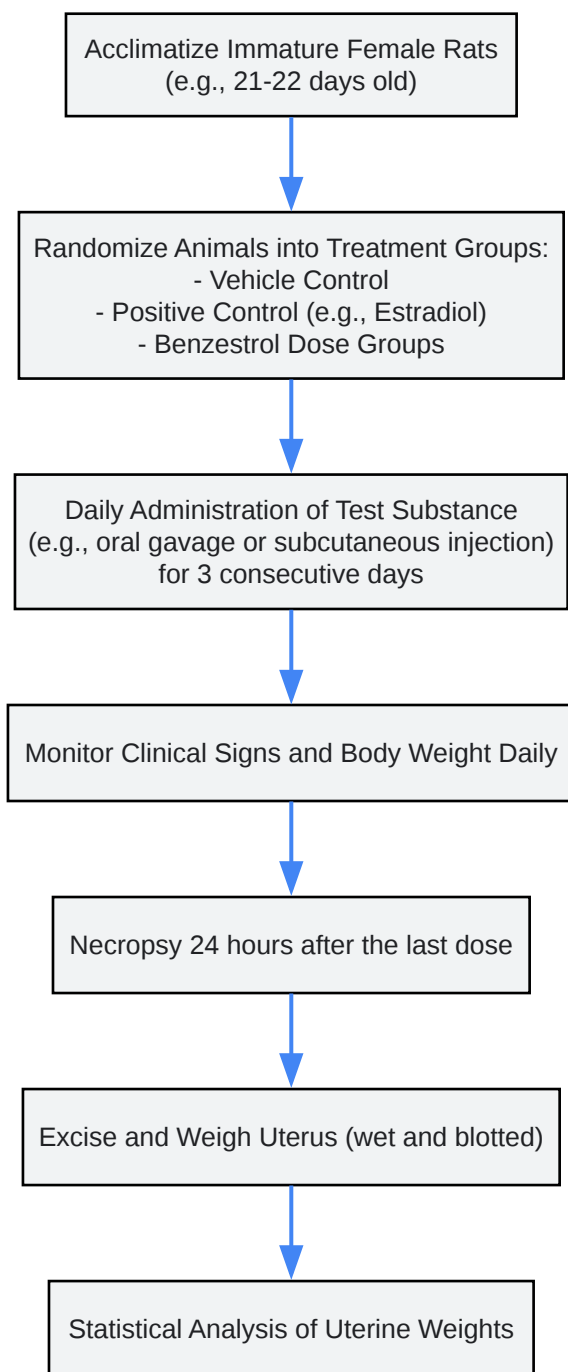 Acclimatize Immature Female Rats
(e.g., 21-22 days old)
Randomize Animals into Treatment Groups:
- Vehicle Control
- Positive Control (e.g., Estradiol)
- Benzestrol Dose Groups
Daily Administration of Test Substance
(e.g., oral gavage or subcutaneous injection)
for 3 consecutive days
Monitor Clinical Signs and Body Weight Daily
Necropsy 24 hours after the last dose
Excise and Weigh Uterus (wet and blotted)
Statistical Analysis of Uterine Weights